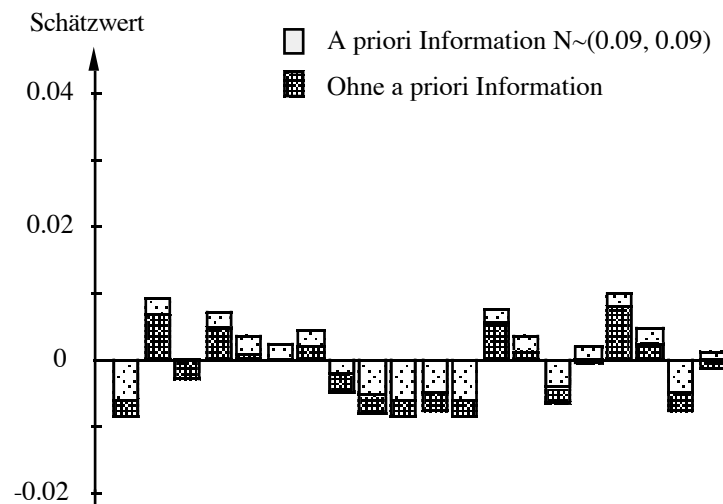 Schätzwert
A priori Information N~(0.09, 0.09)
Ohne a priori Information
0.04
0.02
0
-0.02